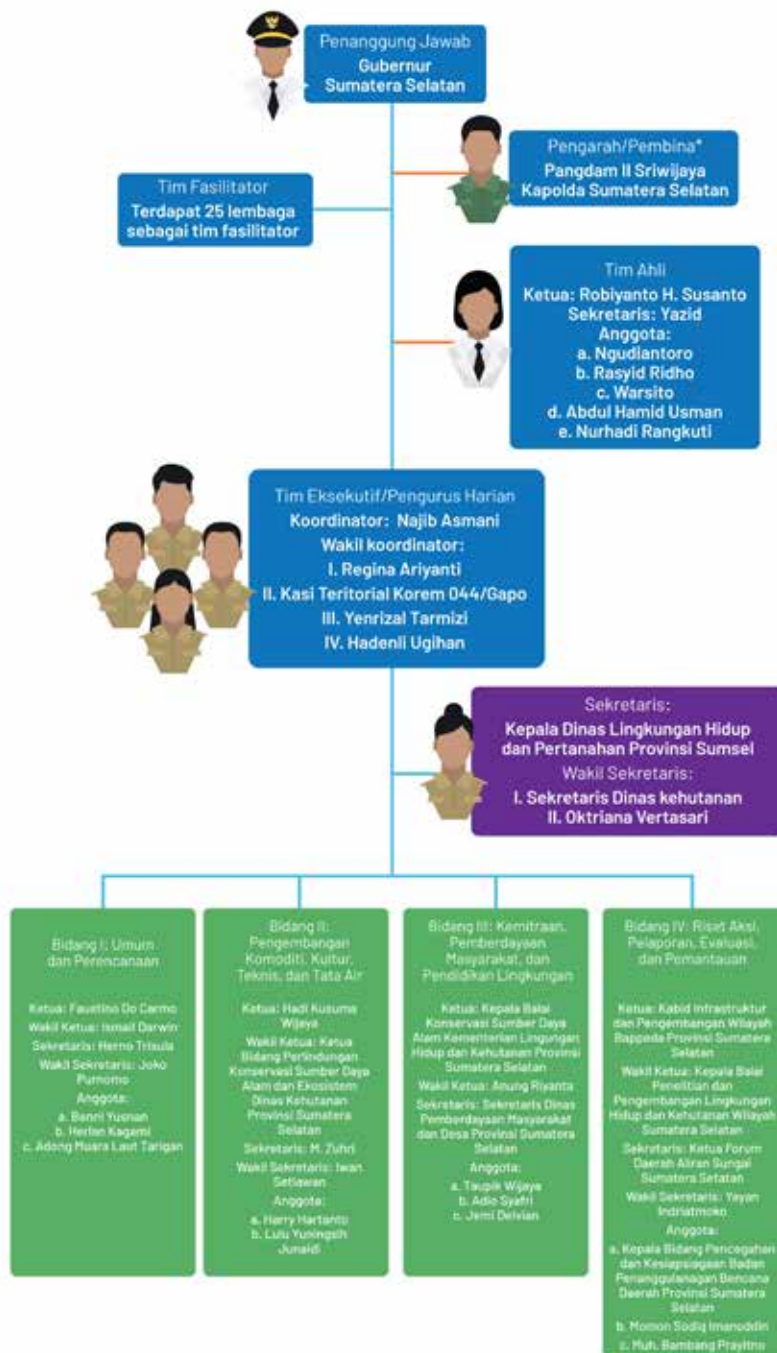 Penanggung Jawab
Gubernur
Sumatera Selatan
Pengarah/Pembina*
Pangdam II Sriwijaya
Kapolda Sumatera Selatan
Tim Fasilitator
Terdapat 25 lembaga
sebagai tim fasilitator
Tim Ahli
Ketua: Robiyanto H. Susanto
Sekretaris: Yazid
Anggota:
a. Ngudiantoro
b. Rasyid Ridho
c. Warsito
d. Abdul Hamid Usman
e. Nurhadi Rangkuti
Tim Eksekutif/Pengurus Harian
Koordinator: Najib Asmani
Wakil koordinator:
I. Regina Ariyanti
II. Kasi Teritorial Korem 044/Gapo
III. Yenrizal Tarmizi
IV. Hadenli Ugihan
Sekretaris:
Kepala Dinas Lingkungan Hidup
dan Pertanahan Provinsi Sumsel
Wakil Sekretaris:
I. Sekretaris Dinas kehutanan
II. Oktriana Vertasari
Bidang I: Umum
dan Perencanaan
Ketua: Faustino Do Carmo
Wakil Ketua: Ismail Darwin
Sekretaris: Herno Trisula
Wakil Sekretaris: Joko
Purnomo
Anggota:
a. Benni Yusnan
b. Herlan Kagami
c. Adong Muara Laut Tarigan
Bidang II:
Pengembangan
Komoditi, Kultur,
Teknis, dan Tata Air
Ketua: Hadi Kusuma
Wijaya
Wakil Ketua: Ketua
Bidang Perlindungan
Konservasi Sumber Daya
Alam dan Ekosistem
Dinas Kehutanan
Provinsi Sumatera
Selatan
Sekretaris: M. Zuhri
Wakil Sekretaris: Iwan
Setiawan
Anggota:
a. Harry Hartanto
b. Lulu Yuningsih
Junaidi
Bidang III: Kemitraan,
Pemberdayaan
Masyarakat, dan
Pendidikan Lingkungan
Ketua: Kepala Balai
Konservasi Sumber Daya
Alam Kementerian Lingungan
Hidup dan Kehutanan Provinsi
Sumatera Selatan
Wakil Ketua: Anung Riyanta
Sekretaris: Sekretaris Dinas
Pemberdayaan Masyarakat
dan Desa Provinsi Sumatera
Selatan
Anggota:
a. Taupik Wijaya
b. Adio Syafri
c. Jemi Delvian
Bidang IV: Riset Aksi,
Pelaporan, Evaluasi,
dan Pemantauan
Ketua: Kabid Infrastruktur
dan Pengembangan Wilayah
Bappeda Provinsi Sumatera
Selatan
Wakil Ketua: Kepala Balai
Penelitian dan
Pengembangan Lingkungan
Hidup dan Kehutanan Wilayah
Sumatera Selatan
Sekretaris: Ketua Forum
Daerah Aliran Sungai
Sumatera Setatan
Wakil Sekretaris: Yayan
Indriatmoko
Anggota:
a. Kepala Bidang Pencegahan
dan Kesiapsiagaan Badan
Penanggulanagan Bencana
Daerah Provinsi Sumatera
Selatan
b. Momon Sodiq Imanuddin
c. Muh. Bambang Prayitno